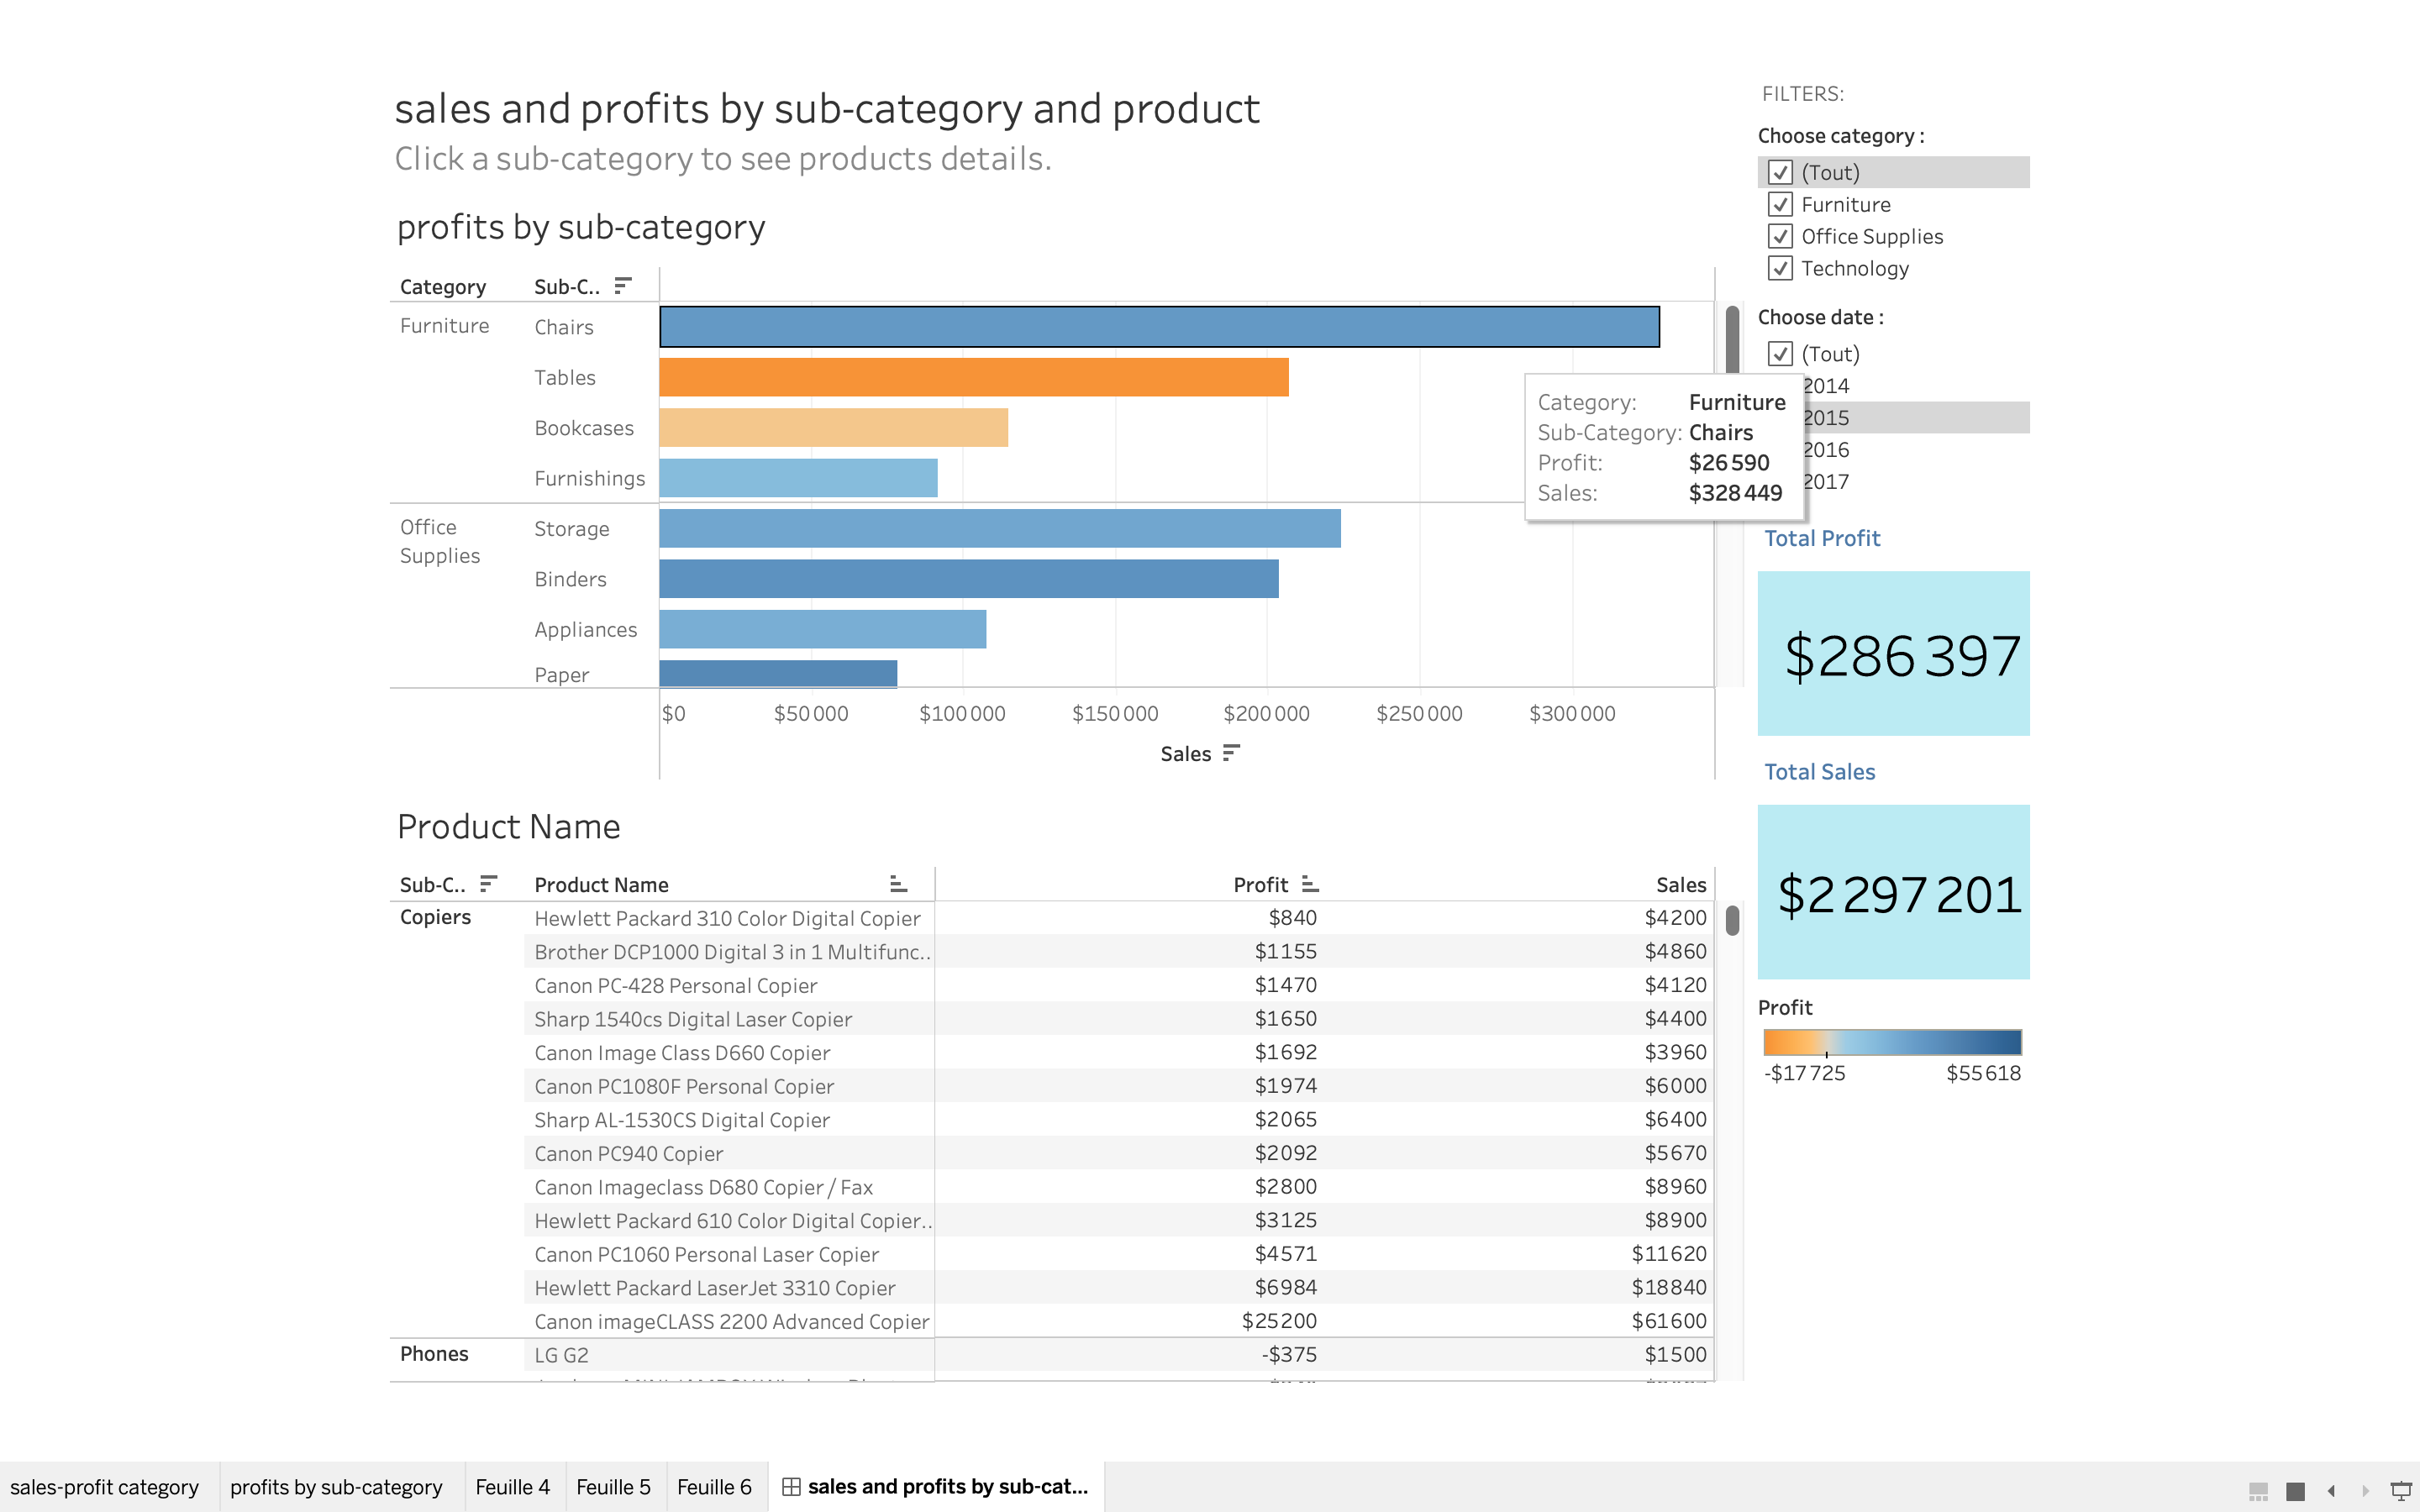 sales and profits by sub-category and product
Click a sub-category to see products details.
profits by sub-category
Category Sub-C..
Furniture Chairs
Tables
Bookcases
Furnishings
Office Supplies Storage
Binders
Appliances
Paper
$0 $50 000 $100 000 $150 000 $200 000 $250 000 $300 000
Sales
Category: Furniture
Sub-Category: Chairs
Profit: $26 590
Sales: $328 449
Product Name
Sub-C.. Product Name Profit Sales
Copiers Hewlett Packard 310 Color Digital Copier $840 $4200
Brother DCP1000 Digital 3 in 1 Multifunc.. $1155 $4860
Canon PC-428 Personal Copier $1470 $4120
Sharp 1540cs Digital Laser Copier $1650 $4400
Canon Image Class D660 Copier $1692 $3960
Canon PC1080F Personal Copier $1974 $6000
Sharp AL-1530CS Digital Copier $2065 $6400
Canon PC940 Copier $2092 $5670
Canon Imageclass D680 Copier / Fax $2800 $8960
Hewlett Packard 610 Color Digital Copier.. $3125 $8900
Canon PC1060 Personal Laser Copier $4571 $11620
Hewlett Packard LaserJet 3310 Copier $6984 $18840
Canon imageCLASS 2200 Advanced Copier $25200 $61600
Phones LG G2 -$375 $1500
FILTERS:
Choose category :
(Tout)
Furniture
Office Supplies
Technology
Choose date :
(Tout)
2014
2015
2016
2017
Total Profit
$286 397
Total Sales
$2 297 201
Profit
-$17 725 $55 618
sales-profit category profits by sub-category Feuille 4 Feuille 5 Feuille 6 sales and profits by sub-cat...